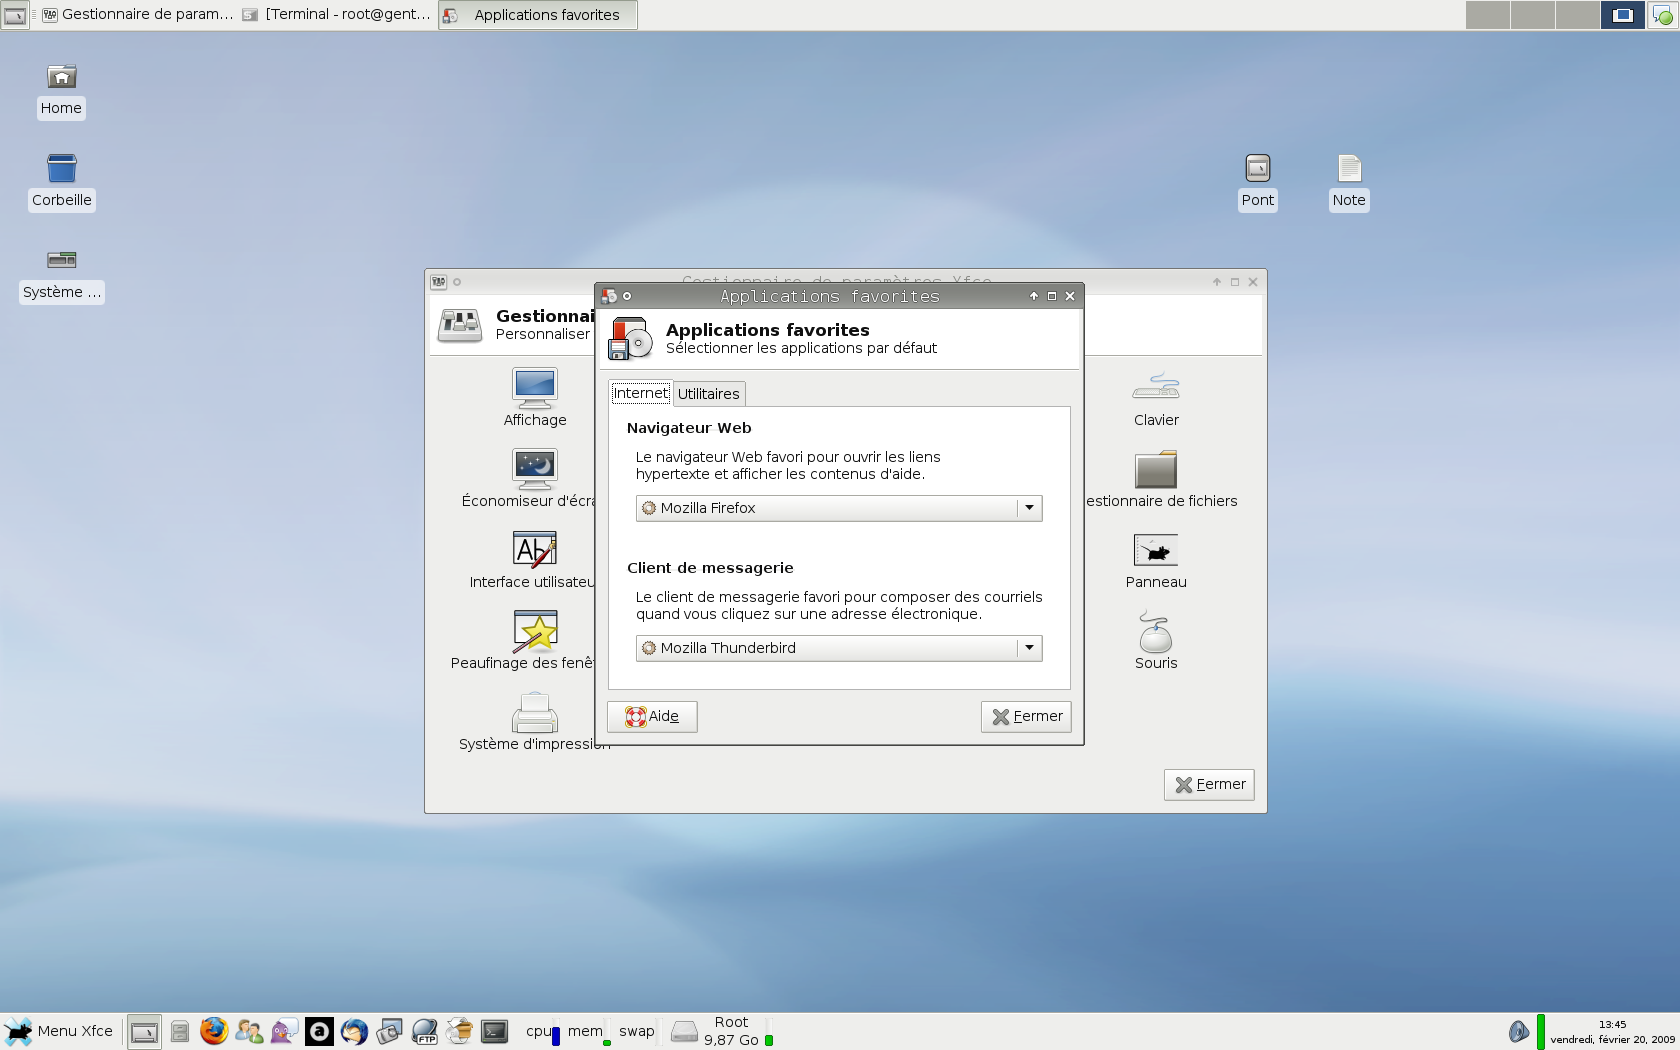 Gestionnaire de param...
[Terminal - root@gent...
Applications favorites
Home
Corbeille
Système ...
Pont
Note
Gestionnaire de paramètres Xfce
Gestionnai
Personnaliser
Affichage
Économiseur d'écra
Interface utilisateu
Peaufinage des fenêt
Système d'impression
Clavier
estionnaire de fichiers
Panneau
Souris
Fermer
Applications favorites
Applications favorites
Sélectionner les applications par défaut
Internet
Utilitaires
Navigateur Web
Le navigateur Web favori pour ouvrir les liens
hypertexte et afficher les contenus d'aide.
Mozilla Firefox
Client de messagerie
Le client de messagerie favori pour composer des courriels
quand vous cliquez sur une adresse électronique.
Mozilla Thunderbird
Aide
Fermer
Menu Xfce
a
FTP
cpu
mem
swap
Root
9,87 Go
13:45
vendredi, février 20, 2009